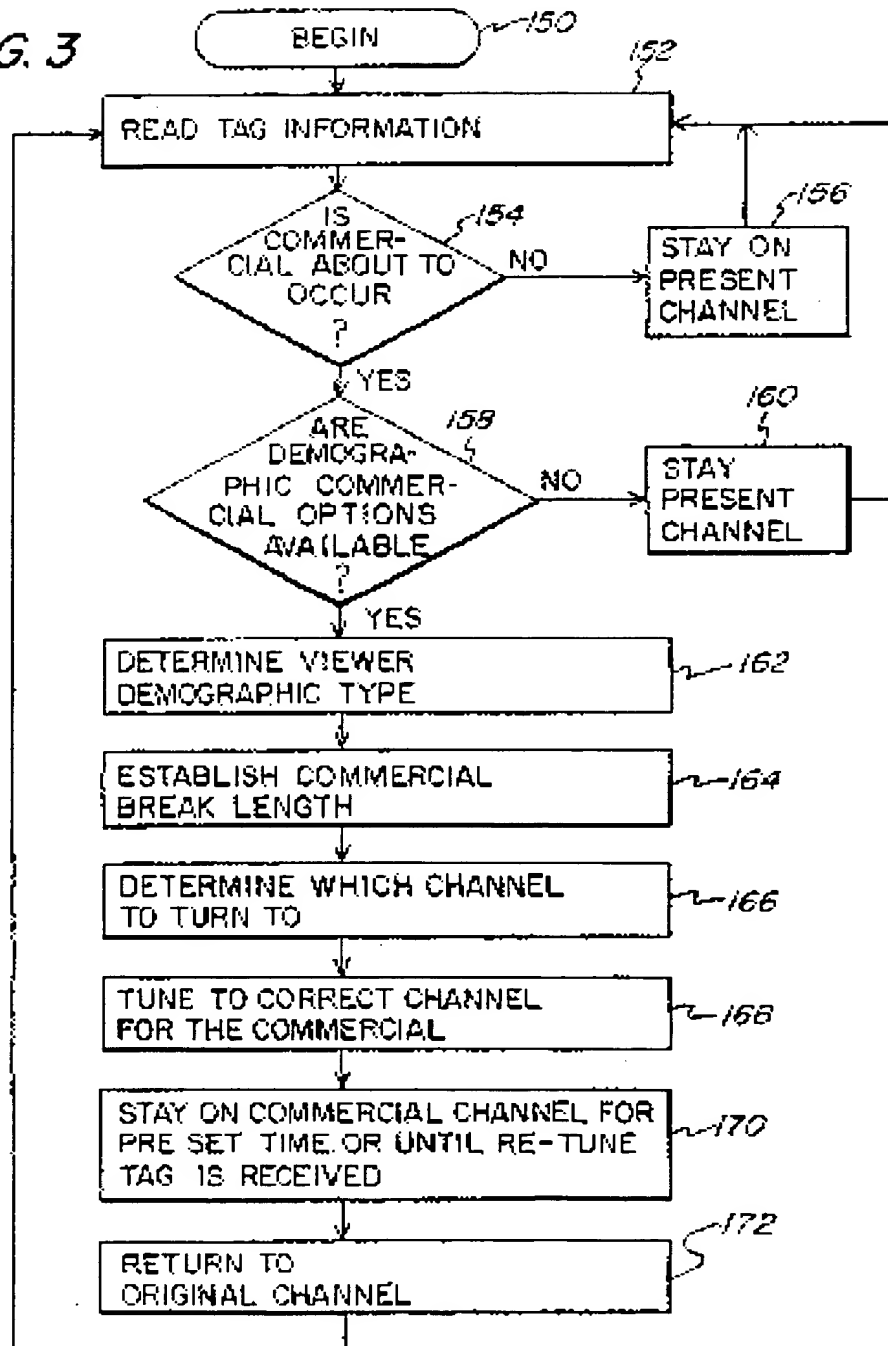 G. 3
BEGIN
150
152
READ TAG INFORMATION
154
IS
COMMER-
CIAL ABOUT TO
OCCUR
?
NO
156
STAY ON
PRESENT
CHANNEL
YES
158
ARE
DEMOGRA-
PHIC COMMER-
CIAL OPTIONS
AVAILABLE
?
NO
160
STAY
PRESENT
CHANNEL
YES
DETERMINE VIEWER
DEMOGRAPHIC TYPE
162
ESTABLISH COMMERCIAL
BREAK LENGTH
164
DETERMINE WHICH CHANNEL
TO TURN TO
166
TUNE TO CORRECT CHANNEL
FOR THE COMMERCIAL
168
STAY ON COMMERCIAL CHANNEL FOR
PRE SET TIME. OR UNTIL RE-TUNE
TAG IS RECEIVED
170
RETURN TO
ORIGINAL CHANNEL
172